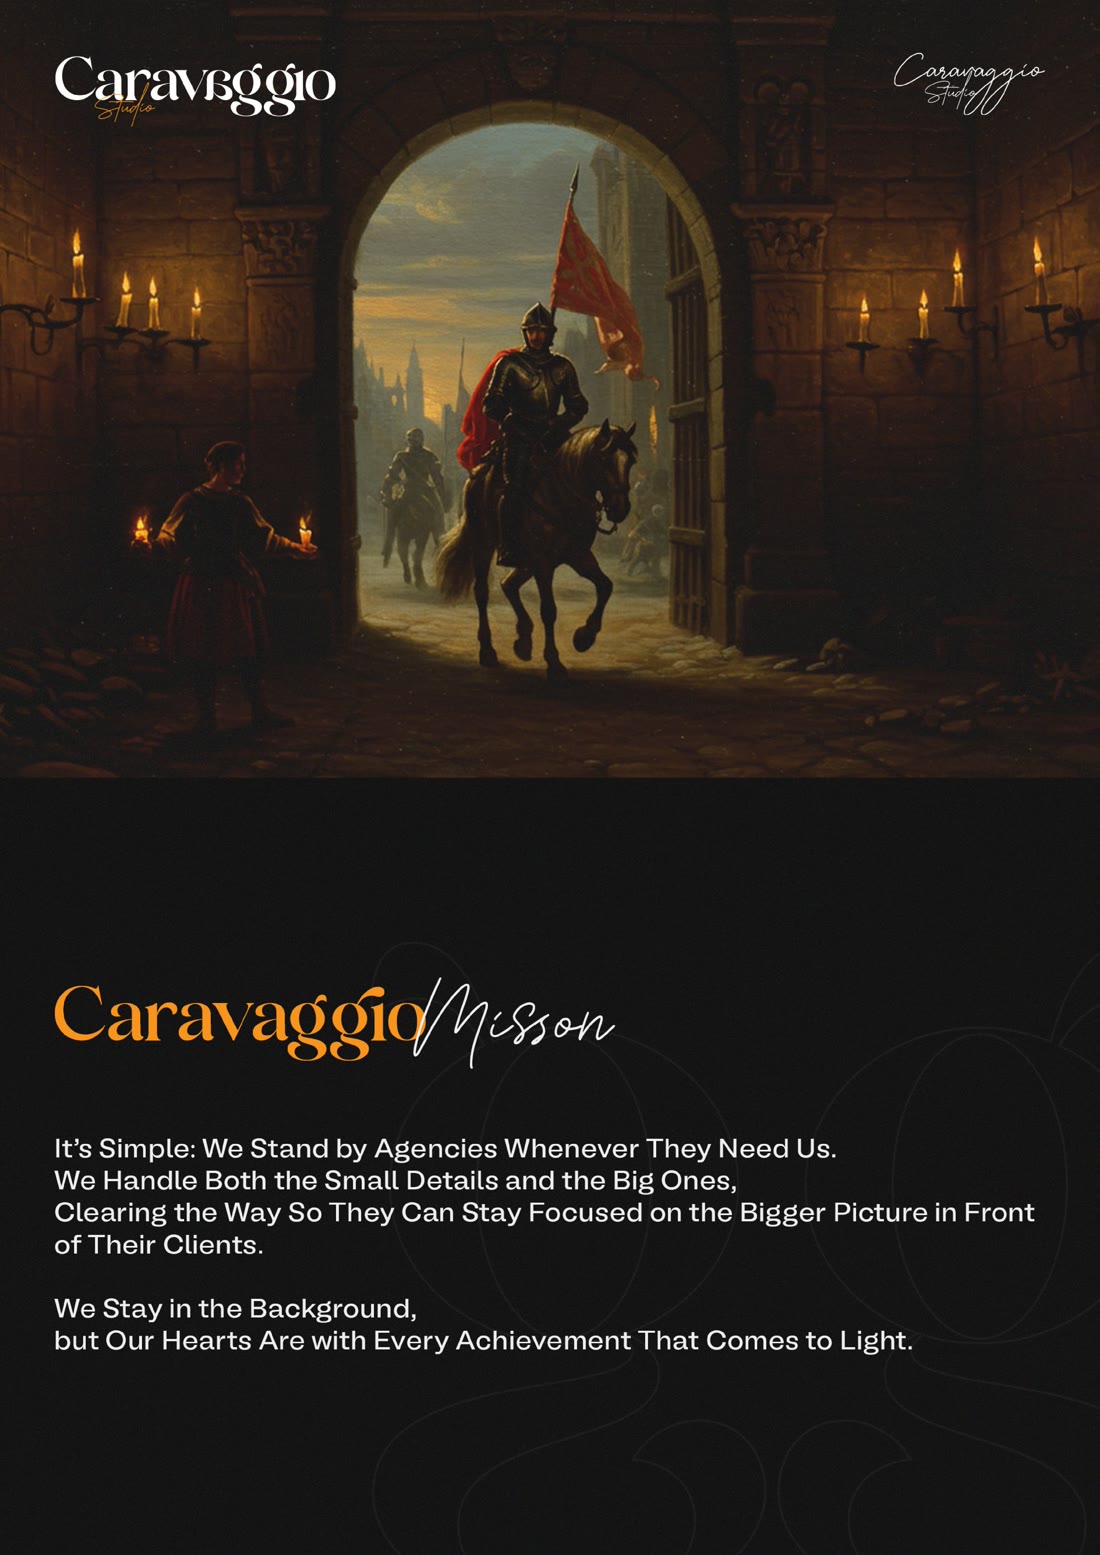 Caravaggio
Studio
Caravaggio
Studio
Caravaggio Misson
It’s Simple: We Stand by Agencies Whenever They Need Us.
We Handle Both the Small Details and the Big Ones,
Clearing the Way So They Can Stay Focused on the Bigger Picture in Front
of Their Clients.
We Stay in the Background,
but Our Hearts Are with Every Achievement That Comes to Light.